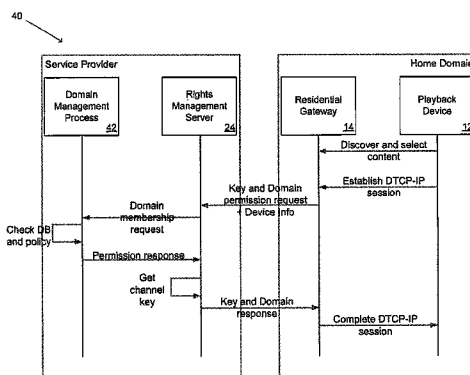 40
Service Provider
Home Domain
Domain
Management
Process
42
Rights
Management
Server
24
Residential
Gateway
14
Playback
Device
12
Discover and select
content
Establish DTCP-IP
session
Key and Domain
permission request
+ Device Info
Domain
membership
request
Check DB
and policy
Permission response
Get
channel
key
Key and Domain
response
Complete DTCP-IP
session